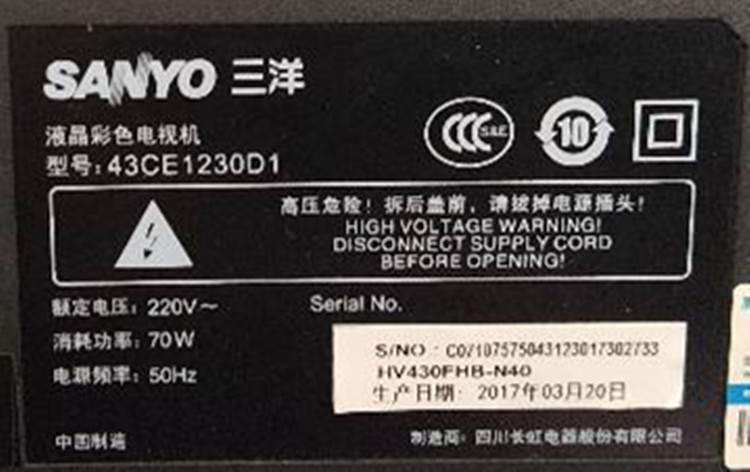 SANYO 三洋
液晶彩色电视机
型号：43CE1230D1
CCC S&E
10
高压危险！拆后盖前，请拔掉电源插头！
HIGH VOLTAGE WARNING!
DISCONNECT SUPPLY CORD
BEFORE OPENING!
额定电压：220V～
消耗功率：70W
电源频率：50Hz
Serial No.
S/NO：
HV430FHB-N40
生产日期：2017年03月20日
中国制造
制造商：四川长虹电器股份有限公司